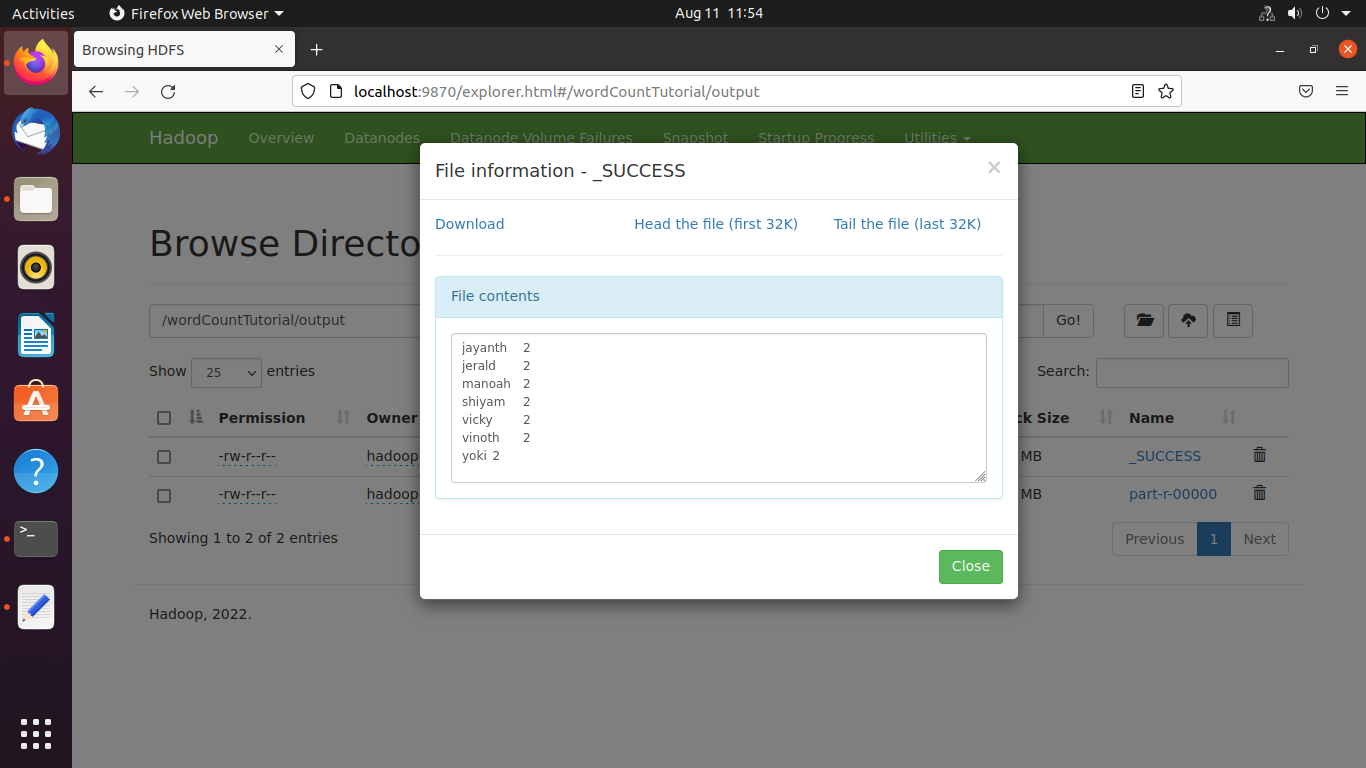 Activities Firefox Web Browser Aug 11 11:54
Browsing HDFS
localhost:9870/explorer.html#/wordCountTutorial/output
Hadoop Overview Datanodes Datanode Volume Failures Snapshot Startup Progress Utilities
File information - _SUCCESS ×
Download Head the file (first 32K) Tail the file (last 32K)
Browse Directo
File contents
/wordCountTutorial/output Go!
jayanth 2
jerald 2
manoah 2
shiyam 2
vicky 2
vinoth 2
yoki 2
Show 25 entries Search:
Permission Owner ck Size Name
-rw-r--r-- hadoop MB _SUCCESS
-rw-r--r-- hadoop MB part-r-00000
Showing 1 to 2 of 2 entries Previous 1 Next
Close
Hadoop, 2022.